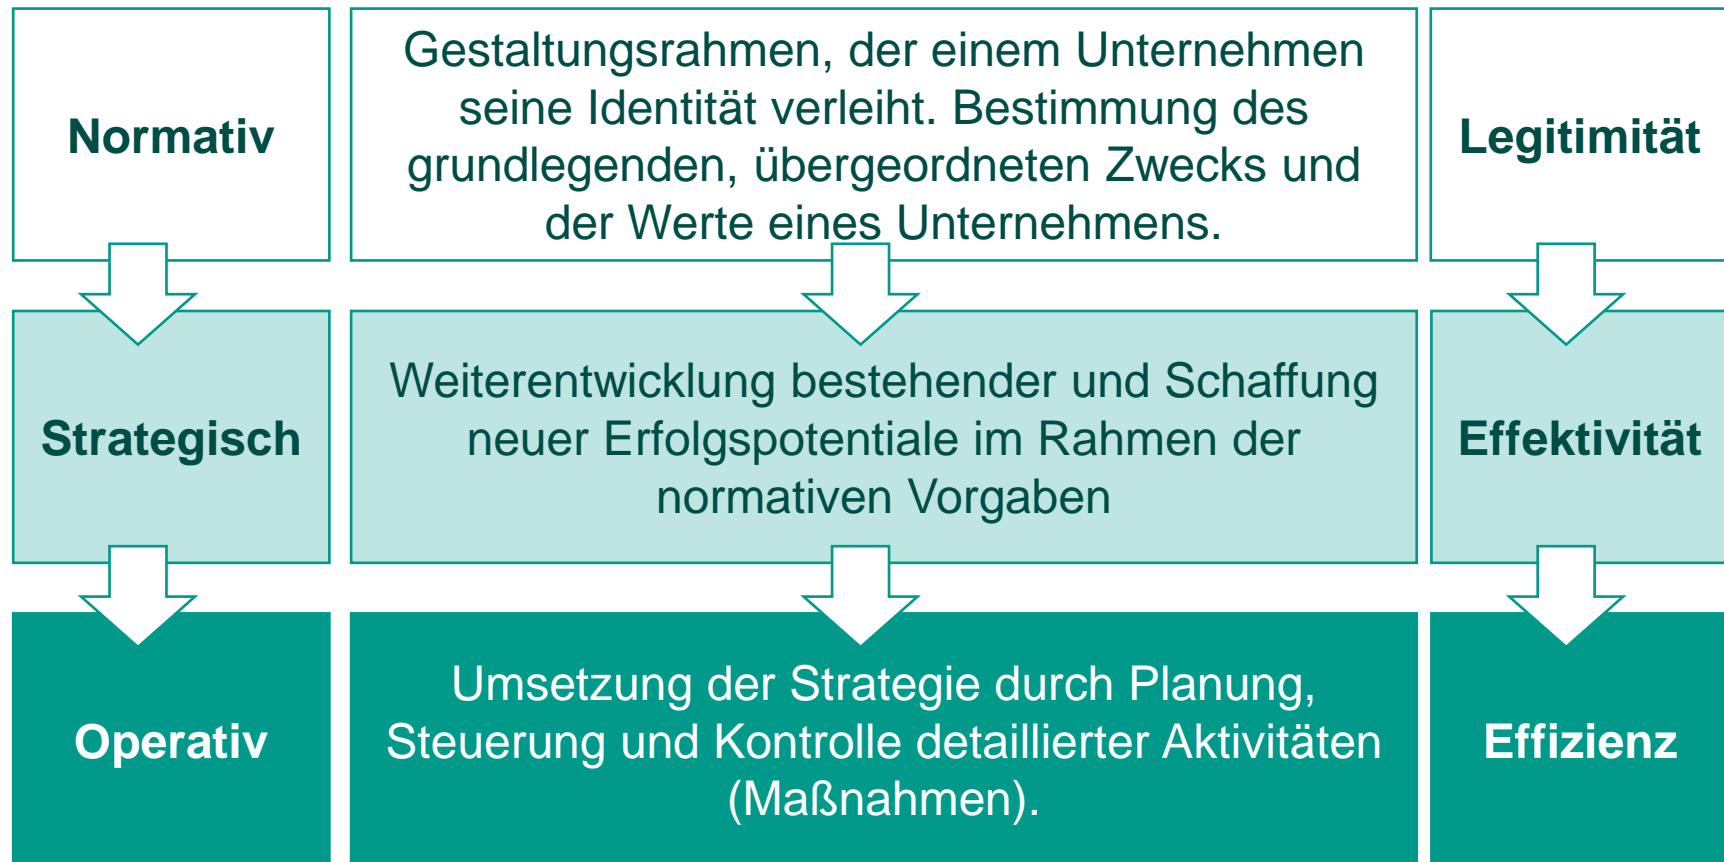 Normativ
Gestaltungsrahmen, der einem Unternehmen
seine Identität verleiht. Bestimmung des
grundlegenden, übergeordneten Zwecks und
der Werte eines Unternehmens.
Legitimität
Strategisch
Weiterentwicklung bestehender und Schaffung
neuer Erfolgspotentiale im Rahmen der
normativen Vorgaben
Effektivität
Operativ
Umsetzung der Strategie durch Planung,
Steuerung und Kontrolle detaillierter Aktivitäten
(Maßnahmen).
Effizienz